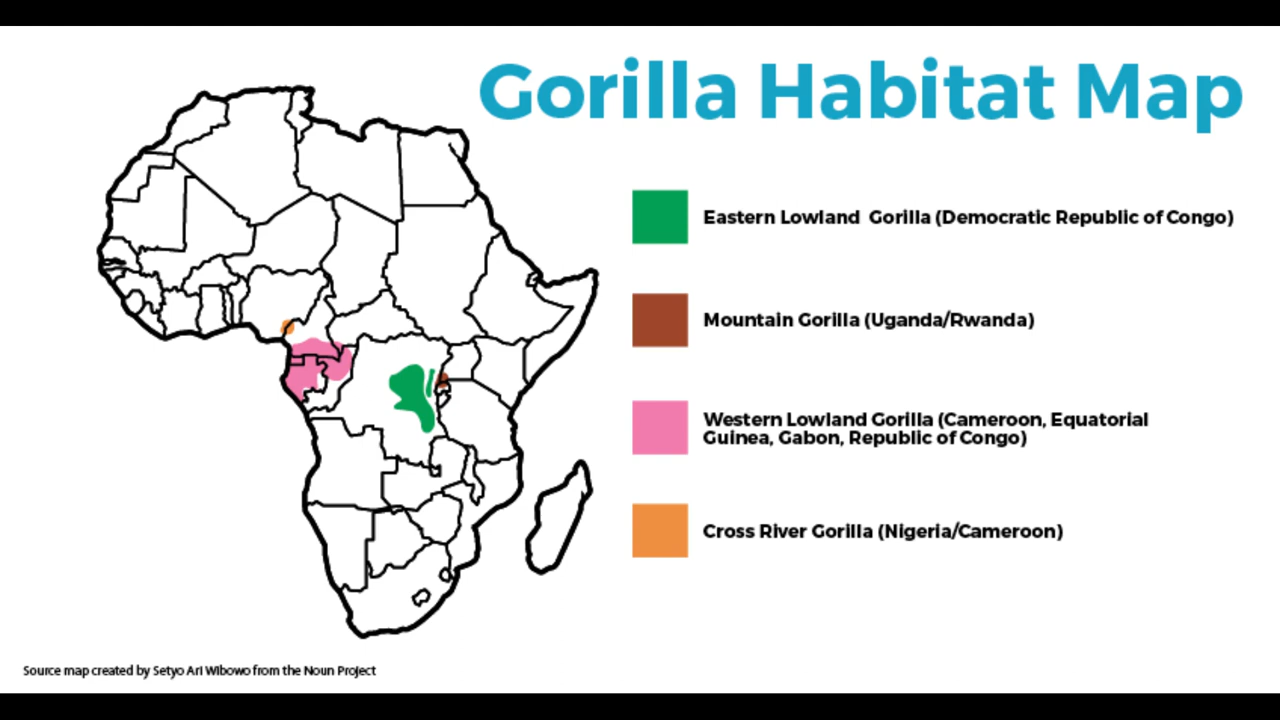 Gorilla Habitat Map
Eastern Lowland Gorilla (Democratic Republic of Congo)
Mountain Gorilla (Uganda/Rwanda)
Western Lowland Gorilla (Cameroon, Equatorial
Guinea, Gabon, Republic of Congo)
Cross River Gorilla (Nigeria/Cameroon)
Source map created by Setyo Ari Wibowo from the Noun Project